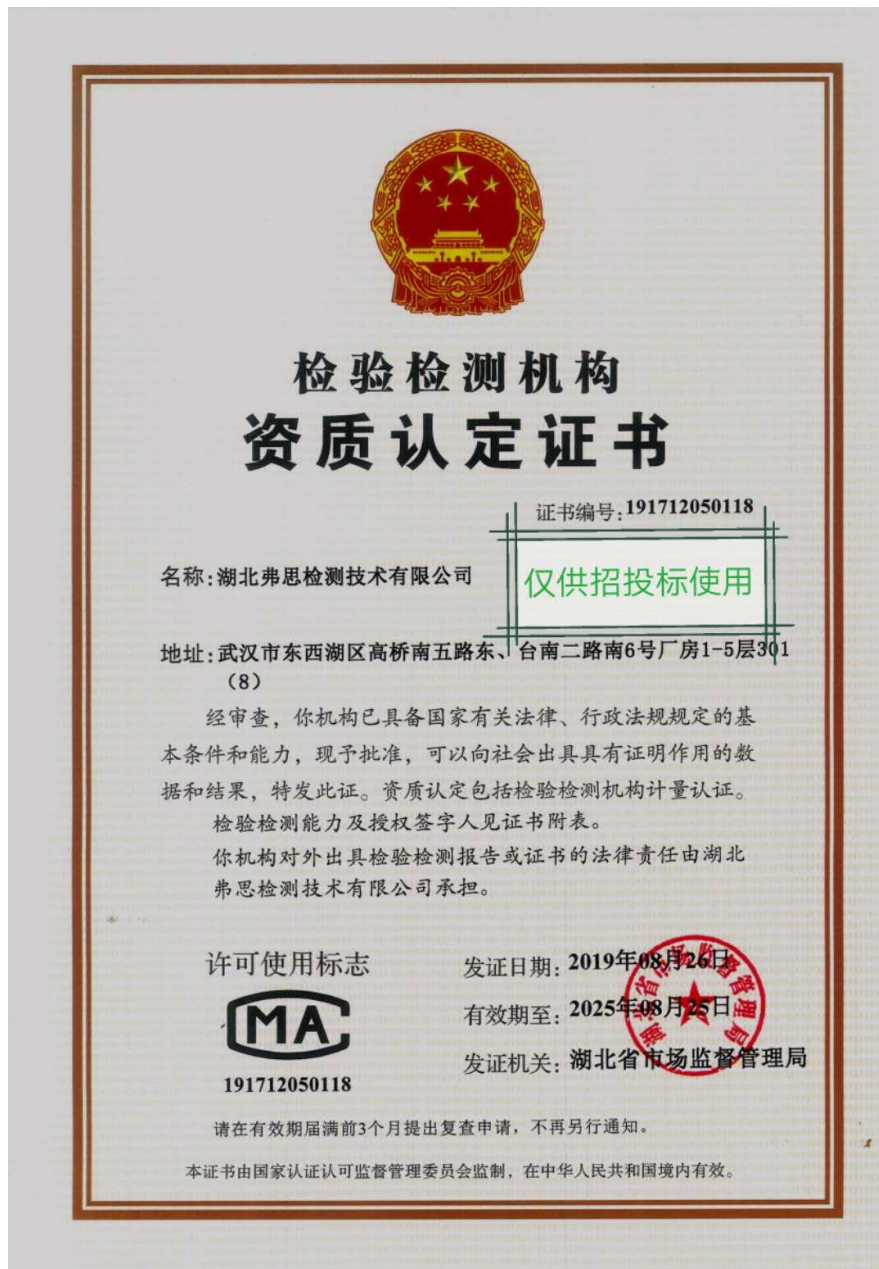 检验检测机构
资质认定证书
证书编号:191712050118
名称:湖北弗思检测技术有限公司
仅供招投标使用
地址:武汉市东西湖区高桥南五路东、台南二路南6号厂房1-5层301
(8)
经审查，你机构已具备国家有关法律、行政法规规定的基
本条件和能力，现予批准，可以向社会出具具有证明作用的数
据和结果，特发此证。资质认定包括检验检测机构计量认证。
检验检测能力及授权签字人见证书附表。
你机构对外出具检验检测报告或证书的法律责任由湖北
弗思检测技术有限公司承担。
许可使用标志
MA
191712050118
发证日期:2019年08月26日
有效期至:2025年08月25日
发证机关:湖北省市场监督管理局
湖北省市场监督管理局
请在有效期届满前3个月提出复查申请，不再另行通知。
本证书由国家认证认可监督管理委员会监制，在中华人民共和国境内有效。